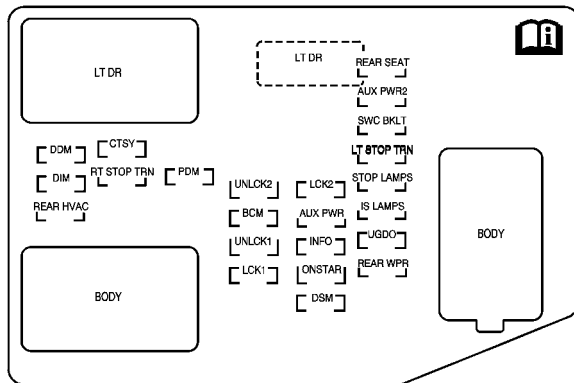 LT DR
LT DR
REAR SEAT
AUX PWR2
SWC BKLT
DDM
CTSY
LT STOP TRN
DIM
RT STOP TRN
PDM
UNLCK2
LCK2
STOP LAMPS
REAR HVAC
BCM
AUX PWR
IS LAMPS
UNLCK1
INFO
UGDO
BODY
LCK1
ONSTAR
REAR WPR
BODY
DSM